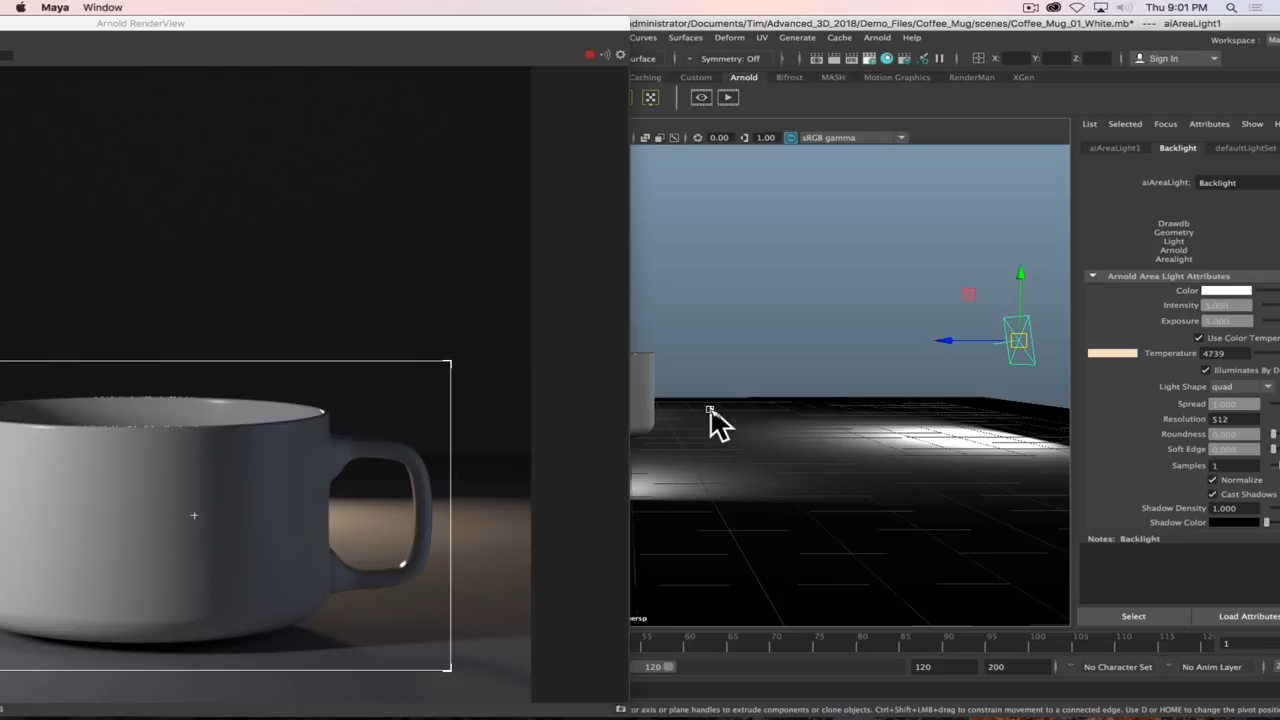 Maya Window Thu 9:01 PM
Arnold RenderView
administrator/Documents/Tim/Advanced_3D_2018/Demo_Files/Coffee_Mug/scenes/Coffee_Mug_01_White.mb* --- aiAreaLight1
Curves Surfaces Deform UV Generate Cache Arnold Help
Workspace :
Symmetry: Off X: Y: Z: Sign In
Caching Custom Arnold Bifrost MASH Motion Graphics RenderMan XGen
List Selected Focus Attributes Show
0.00 1.00 sRGB gamma
aiAreaLight1 Backlight defaultLightSet
aiAreaLight: Backlight
Drawdb
Geometry
Light
Arnold
Arealight
Arnold Area Light Attributes
Color
Intensity
Exposure
Use Color Temper
Temperature 4739
Illuminates By D
Light Shape quad
Spread 1.000
Resolution 512
Roundness 0.000
Soft Edge 0.000
Samples 1
Normalize
Cast Shadows
Shadow Density 1.000
Shadow Color
Notes: Backlight
persp
Select Load Attributes
55 60 65 70 75 80 85 90 95 100 105 110 115 120 1
120 120 200 No Character Set No Anim Layer
or axis or plane handles to extrude components or clone objects. Ctrl+Shift+LMB+drag to constrain movement to a connected edge. Use D or HOME to change the pivot position